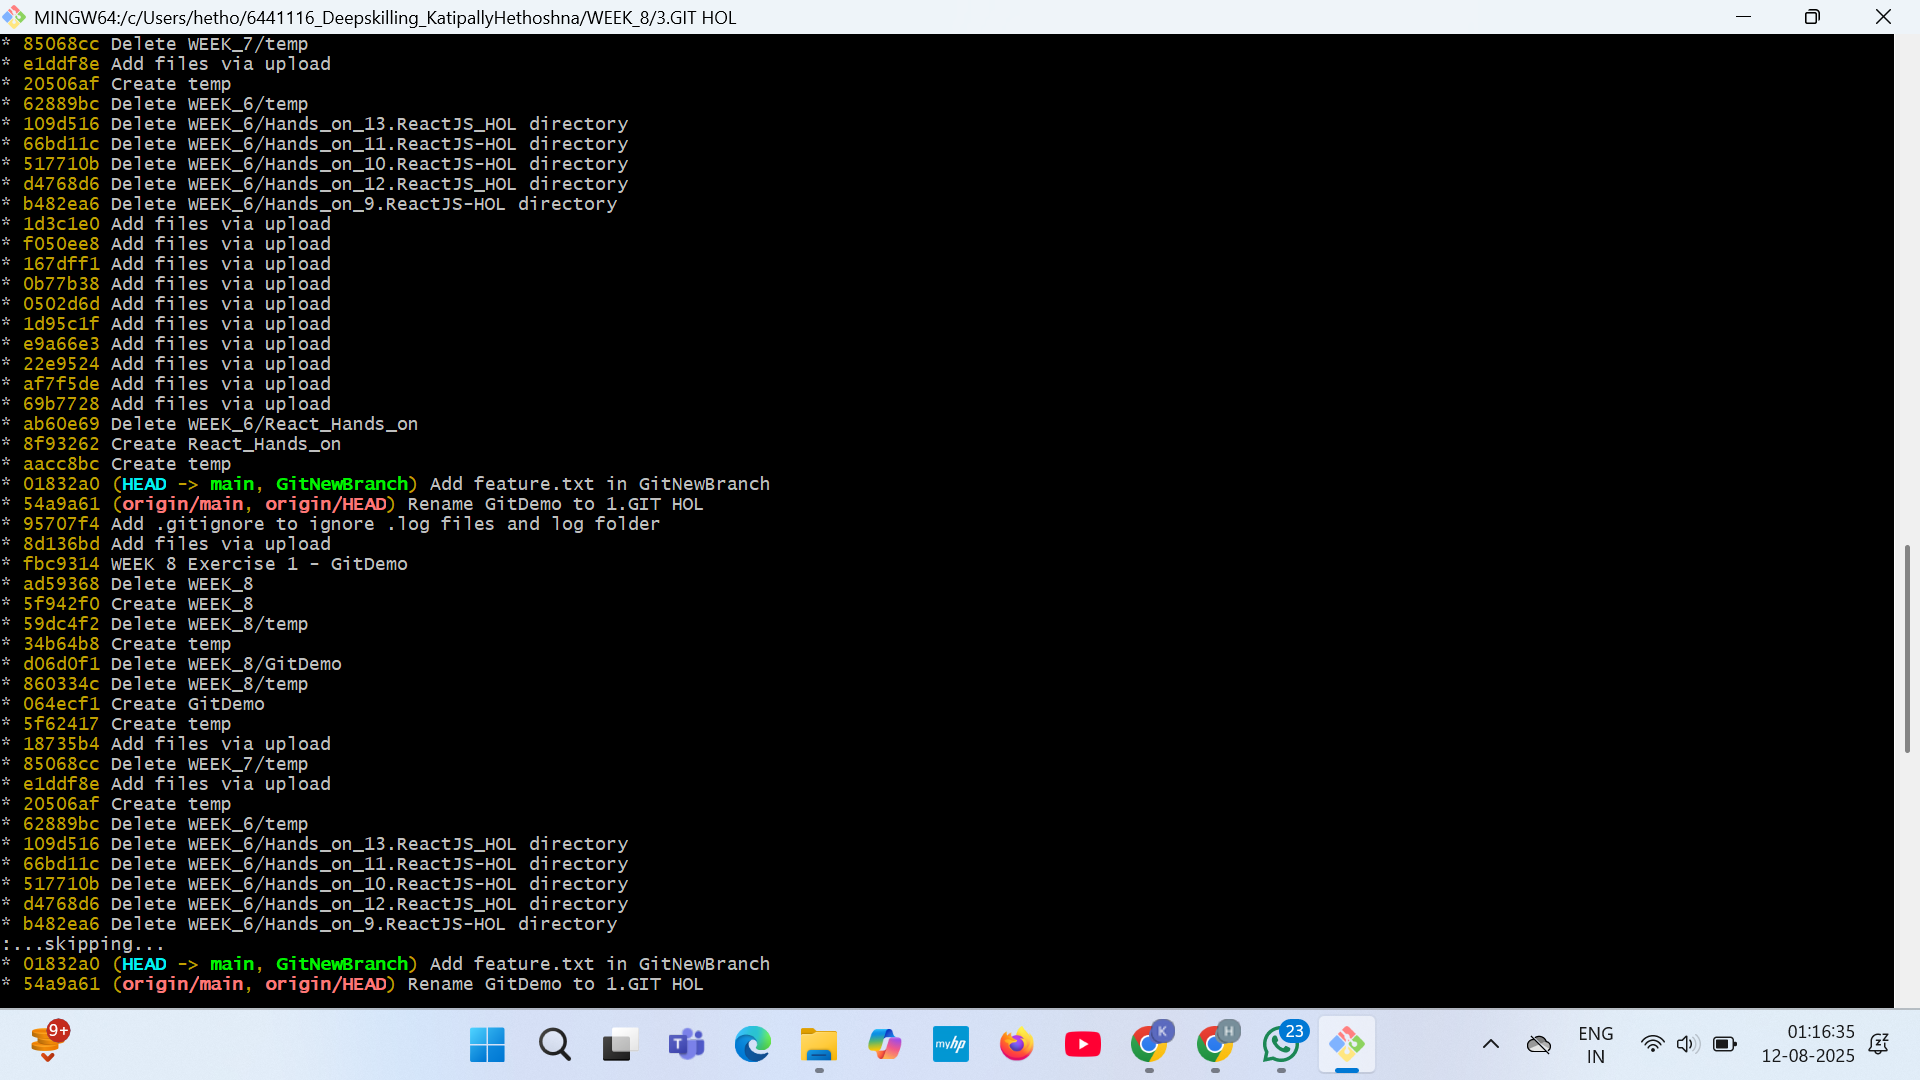 MINGW64:/c/Users/hetho/6441116_Deepskilling_KatipallyHethoshna/WEEK_8/3.GIT HOL
* 85068cc Delete WEEK_7/temp
* e1ddf8e Add files via upload
* 20506af Create temp
* 62889bc Delete WEEK_6/temp
* 109d516 Delete WEEK_6/Hands_on_13.ReactJS_HOL directory
* 66bd11c Delete WEEK_6/Hands_on_11.ReactJS-HOL directory
* 517710b Delete WEEK_6/Hands_on_10.ReactJS-HOL directory
* d4768d6 Delete WEEK_6/Hands_on_12.ReactJS_HOL directory
* b482ea6 Delete WEEK_6/Hands_on_9.ReactJS-HOL directory
* 1d3c1e0 Add files via upload
* f050ee8 Add files via upload
* 167dff1 Add files via upload
* 0b77b38 Add files via upload
* 0502d6d Add files via upload
* 1d95c1f Add files via upload
* e9a66e3 Add files via upload
* 22e9524 Add files via upload
* af7f5de Add files via upload
* 69b7728 Add files via upload
* ab60e69 Delete WEEK_6/React_Hands_on
* 8f93262 Create React_Hands_on
* aacc8bc Create temp
* 01832a0 (HEAD -> main, GitNewBranch) Add feature.txt in GitNewBranch
* 54a9a61 (origin/main, origin/HEAD) Rename GitDemo to 1.GIT HOL
* 95707f4 Add .gitignore to ignore .log files and log folder
* 8d136bd Add files via upload
* fbc9314 WEEK 8 Exercise 1 - GitDemo
* ad59368 Delete WEEK_8
* 5f942f0 Create WEEK_8
* 59dc4f2 Delete WEEK_8/temp
* 34b64b8 Create temp
* d06d0f1 Delete WEEK_8/GitDemo
* 860334c Delete WEEK_8/temp
* 064ecf1 Create GitDemo
* 5f62417 Create temp
* 18735b4 Add files via upload
* 85068cc Delete WEEK_7/temp
* e1ddf8e Add files via upload
* 20506af Create temp
* 62889bc Delete WEEK_6/temp
* 109d516 Delete WEEK_6/Hands_on_13.ReactJS_HOL directory
* 66bd11c Delete WEEK_6/Hands_on_11.ReactJS-HOL directory
* 517710b Delete WEEK_6/Hands_on_10.ReactJS-HOL directory
* d4768d6 Delete WEEK_6/Hands_on_12.ReactJS_HOL directory
* b482ea6 Delete WEEK_6/Hands_on_9.ReactJS-HOL directory
:...skipping...
* 01832a0 (HEAD -> main, GitNewBranch) Add feature.txt in GitNewBranch
* 54a9a61 (origin/main, origin/HEAD) Rename GitDemo to 1.GIT HOL
9+
T
myhp
K
H
23
ENG
IN
01:16:35
12-08-2025